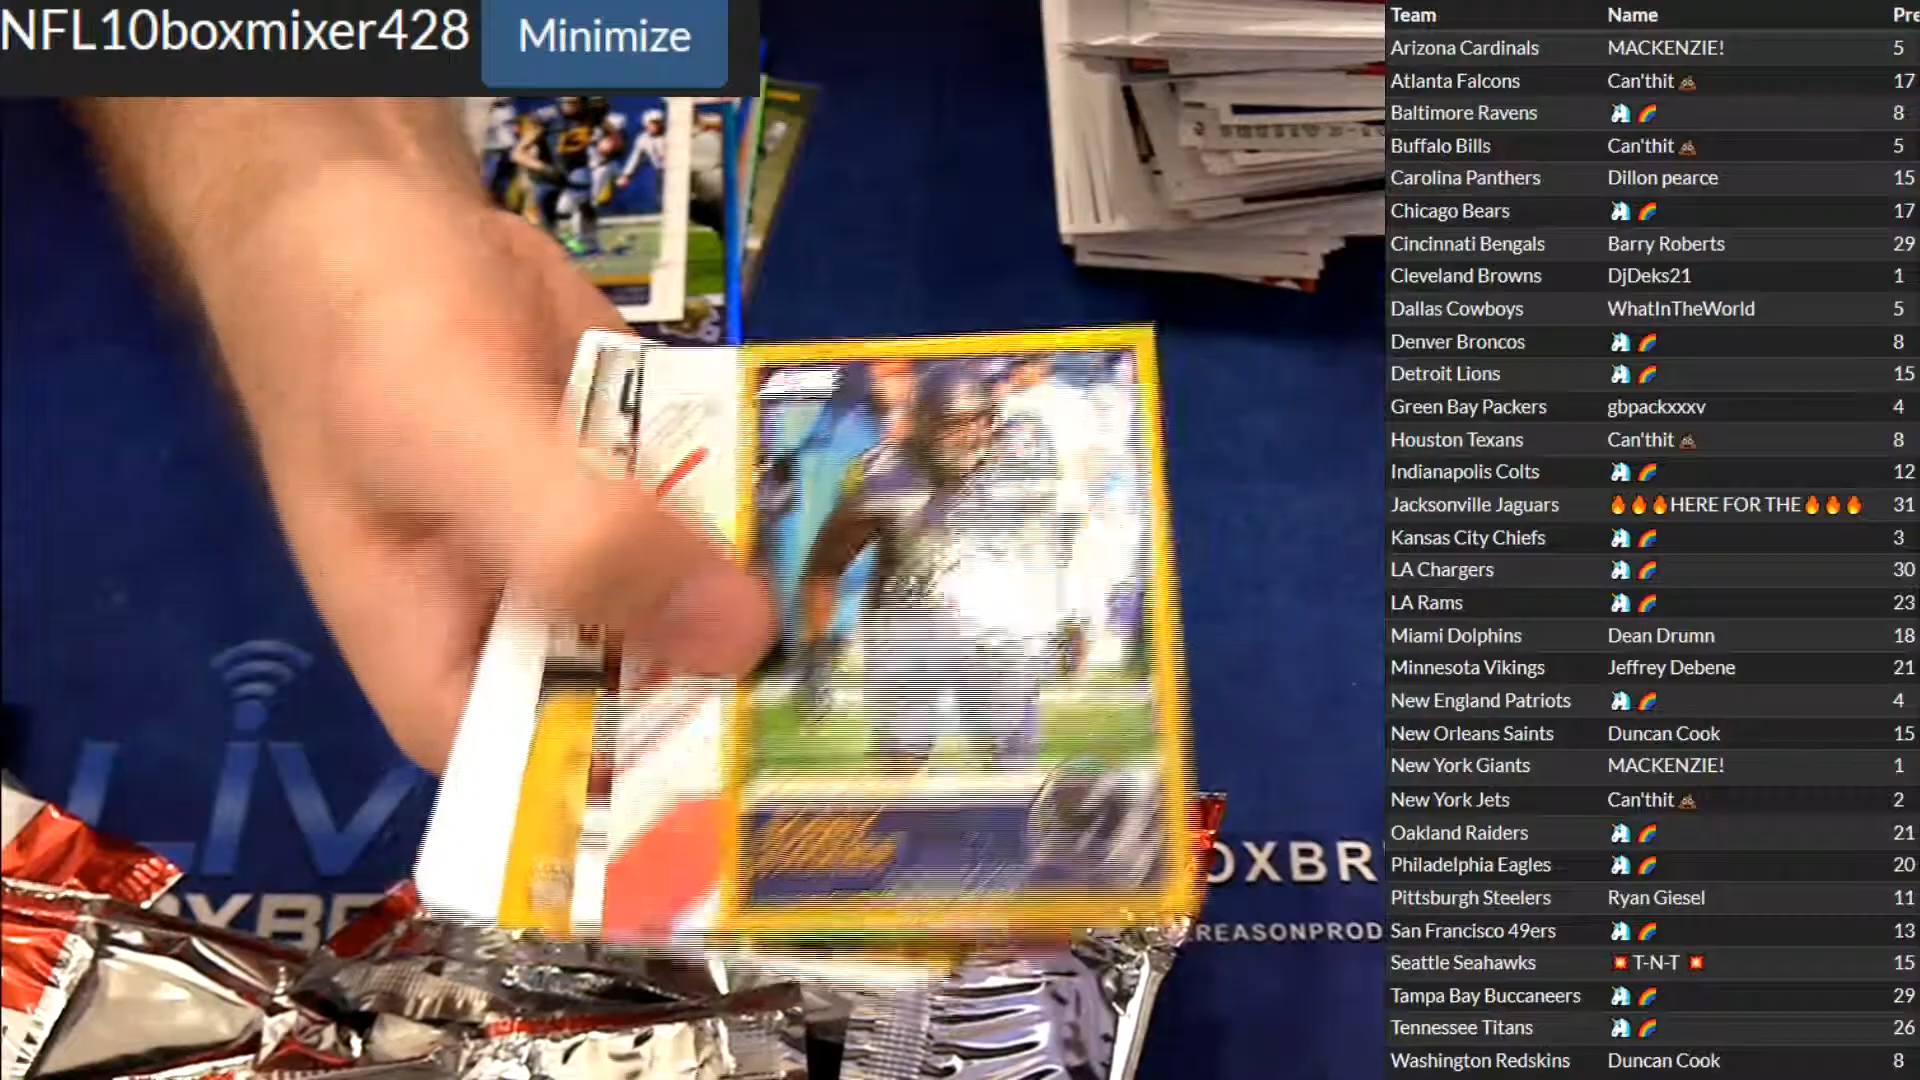 NFL10boxmixer428 Minimize
Team Name Pre
Arizona Cardinals MACKENZIE! 5
Atlanta Falcons Can'thit 💩 17
Baltimore Ravens 🦄 🌈 8
Buffalo Bills Can'thit 💩 5
Carolina Panthers Dillon pearce 15
Chicago Bears 🦄 🌈 17
Cincinnati Bengals Barry Roberts 29
Cleveland Browns DjDeks21 1
Dallas Cowboys WhatInTheWorld 5
Denver Broncos 🦄 🌈 8
Detroit Lions 🦄 🌈 15
Green Bay Packers gbpackxxxv 4
Houston Texans Can'thit 💩 8
Indianapolis Colts 🦄 🌈 12
Jacksonville Jaguars 🔥🔥🔥HERE FOR THE🔥🔥🔥 31
Kansas City Chiefs 🦄 🌈 3
LA Chargers 🦄 🌈 30
LA Rams 🦄 🌈 23
Miami Dolphins Dean Drumn 18
Minnesota Vikings Jeffrey Debene 21
New England Patriots 🦄 🌈 4
New Orleans Saints Duncan Cook 15
New York Giants MACKENZIE! 1
New York Jets Can'thit 💩 2
Oakland Raiders 🦄 🌈 21
Philadelphia Eagles 🦄 🌈 20
Pittsburgh Steelers Ryan Giesel 11
San Francisco 49ers 🦄 🌈 13
Seattle Seahawks 💥 T-N-T 💥 15
Tampa Bay Buccaneers 🦄 🌈 29
Tennessee Titans 🦄 🌈 26
Washington Redskins Duncan Cook 8
LIV
OXBR
OXBR
EREASONPROD